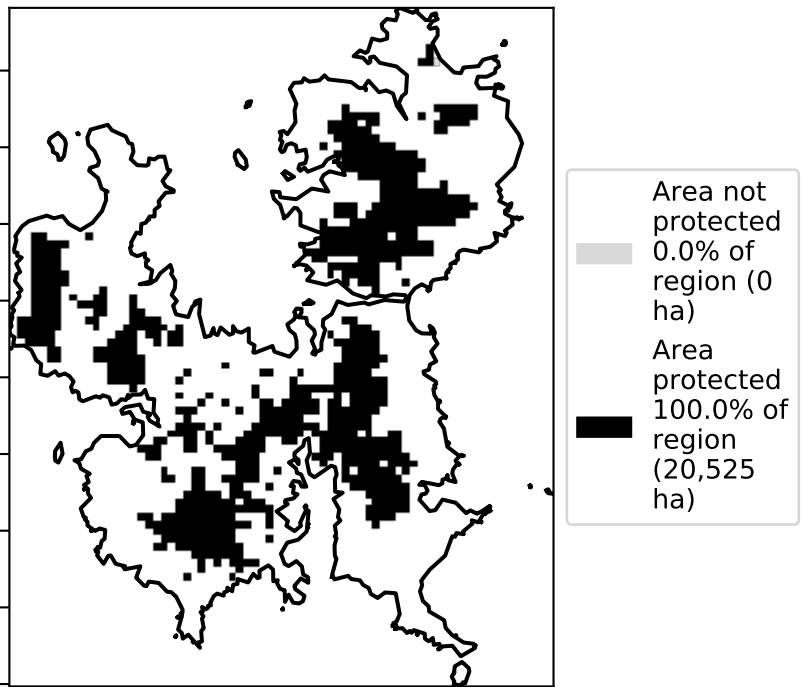 Area not
protected
0.0% of
region (0
ha)
Area
protected
100.0% of
region
(20,525
ha)